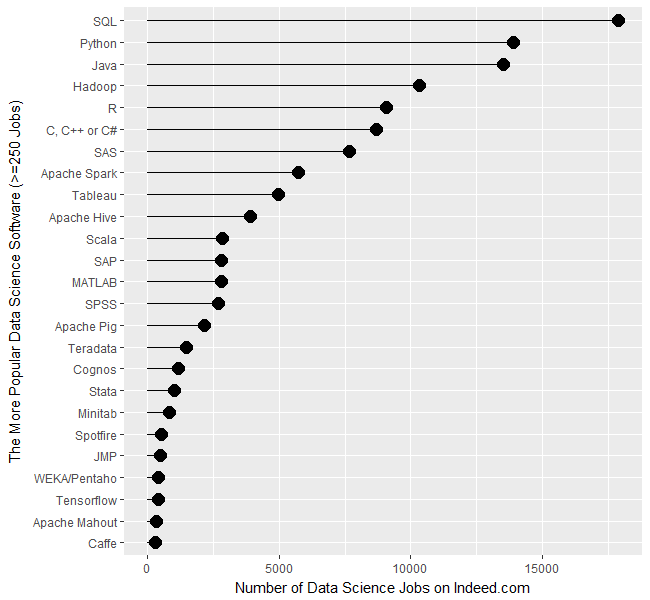 SQL
Python
Java
Hadoop
R
C, C++ or C#
SAS
Apache Spark
Tableau
Apache Hive
Scala
SAP
MATLAB
SPSS
Apache Pig
Teradata
Cognos
Stata
Minitab
Spotfire
JMP
WEKA/Pentaho
Tensorflow
Apache Mahout
Caffe
The More Popular Data Science Software (>=250 Jobs)
0 5000 10000 15000
Number of Data Science Jobs on Indeed.com